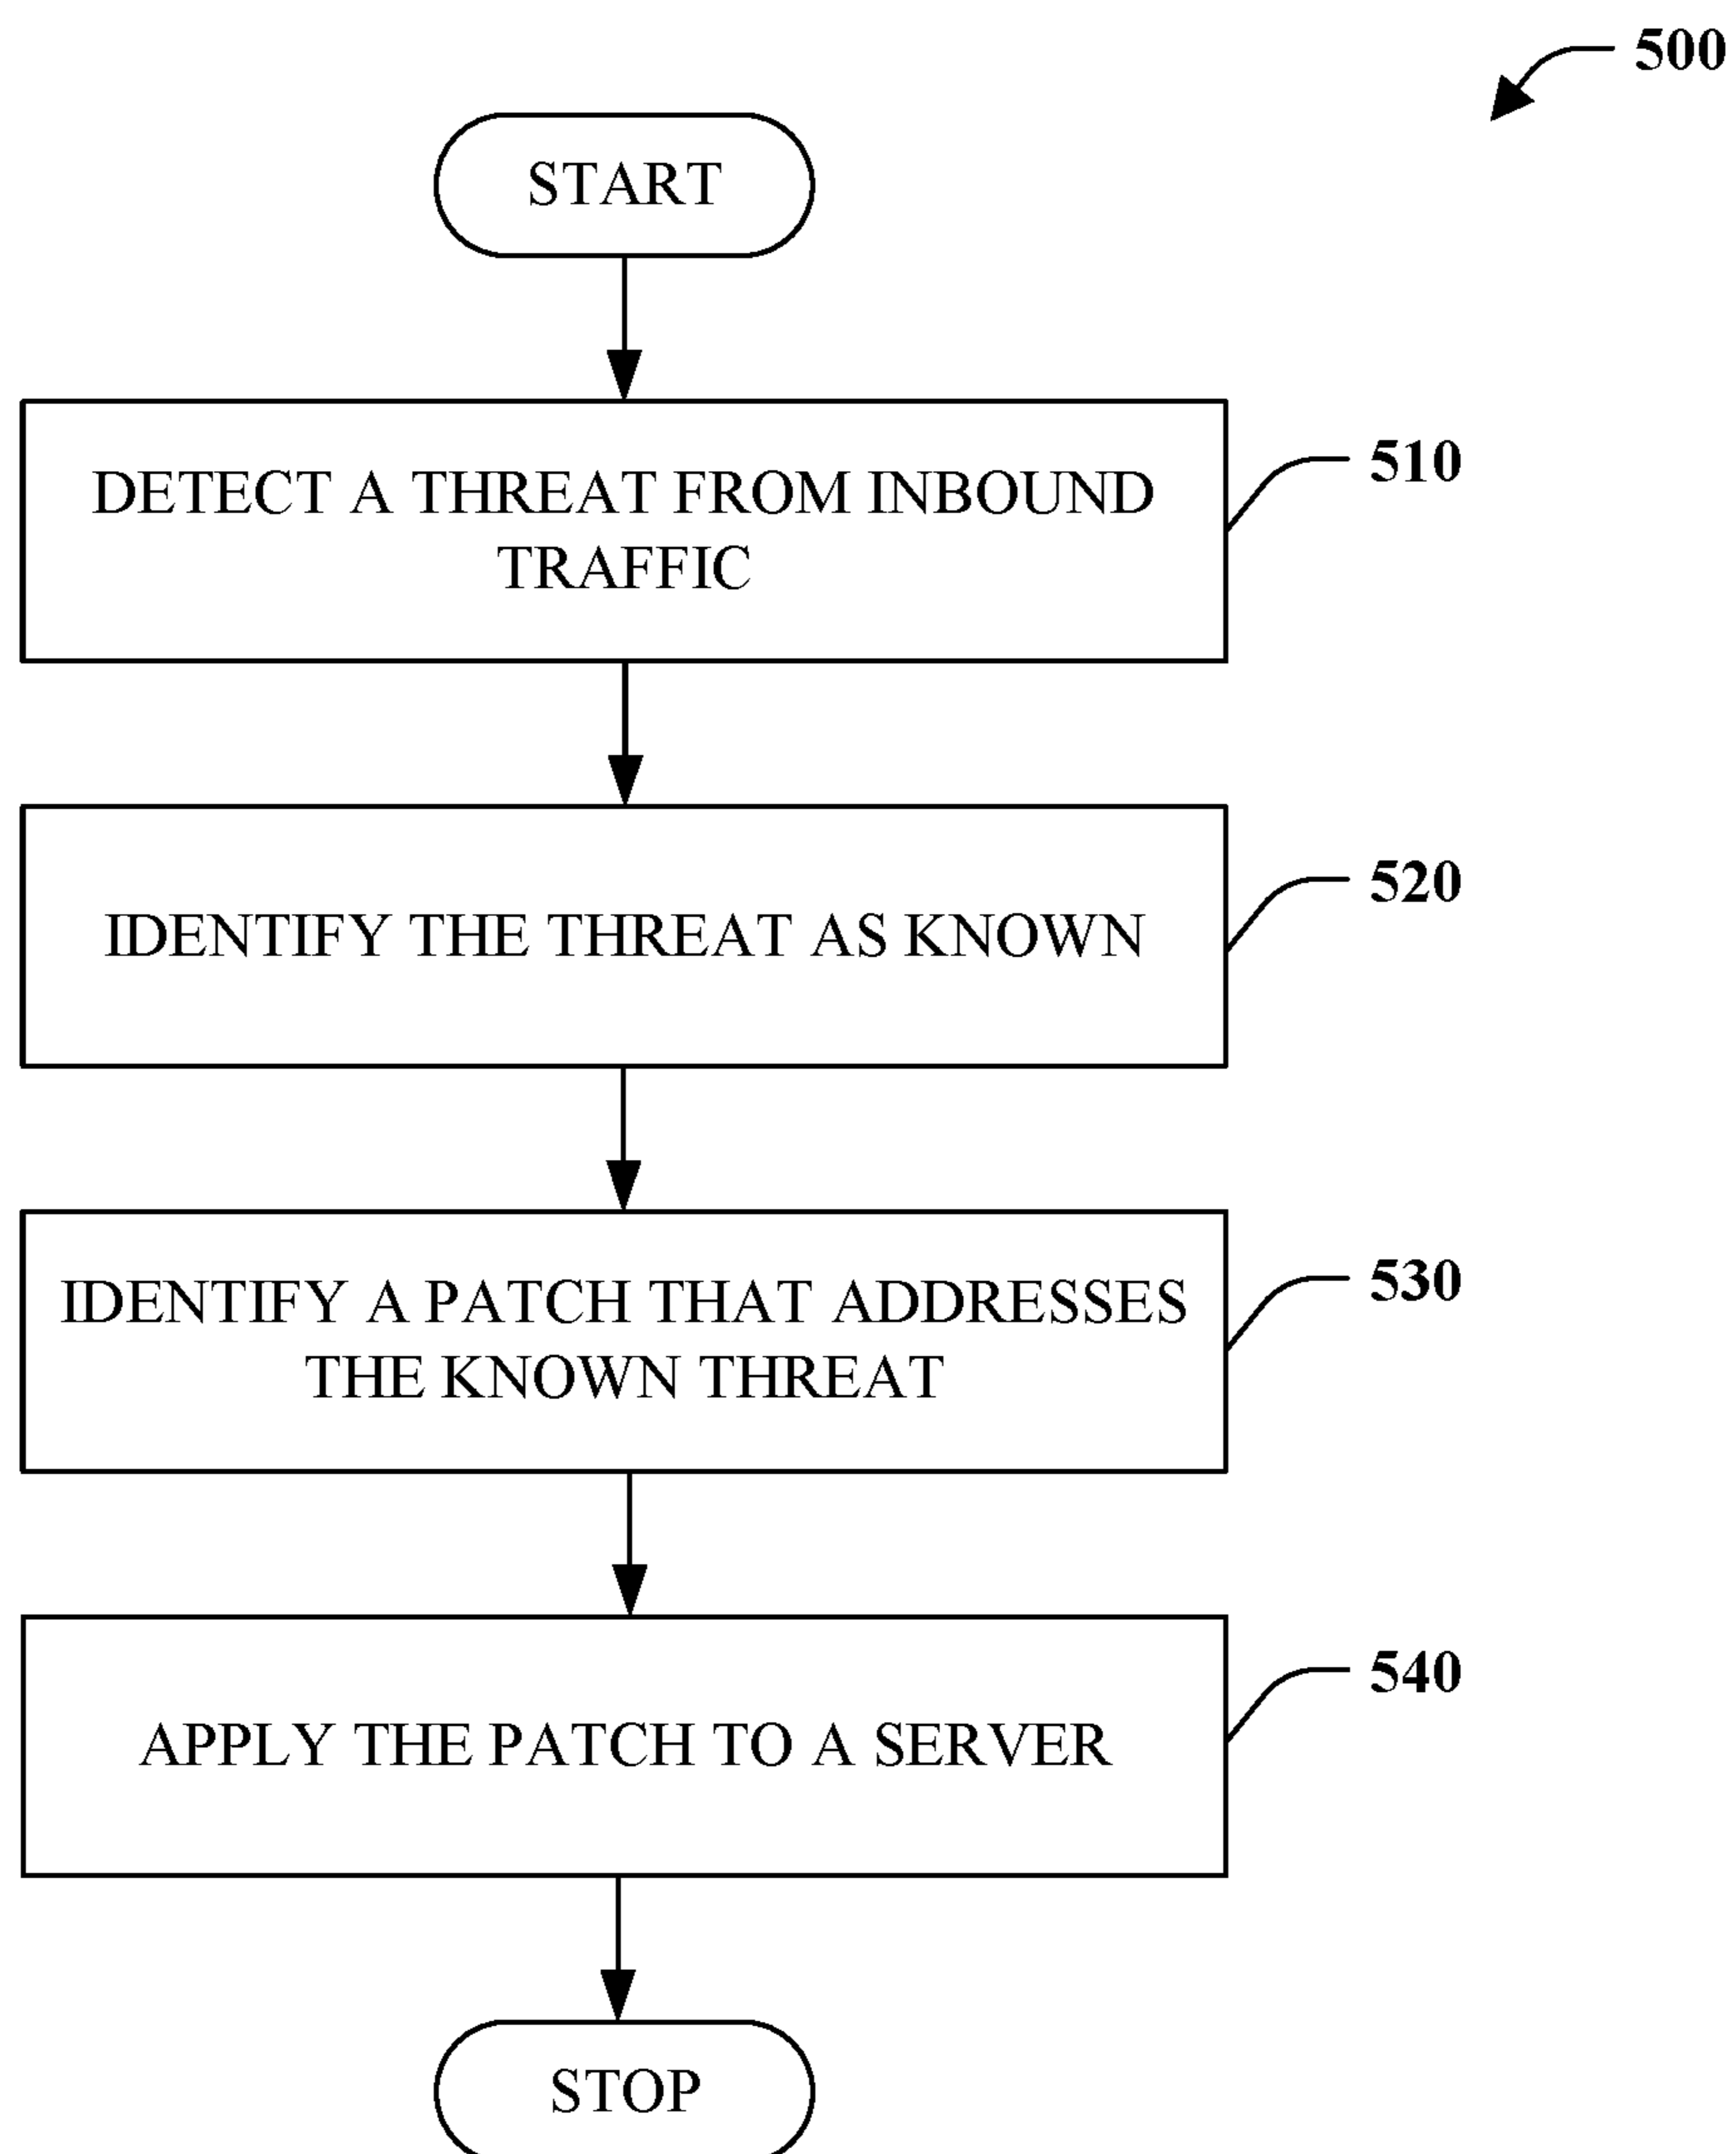 500
START
DETECT A THREAT FROM INBOUND
TRAFFIC
510
IDENTIFY THE THREAT AS KNOWN
520
IDENTIFY A PATCH THAT ADDRESSES
THE KNOWN THREAT
530
APPLY THE PATCH TO A SERVER
540
STOP